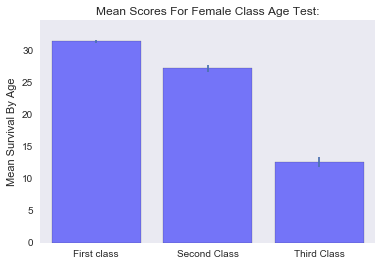 Mean Scores For Female Class Age Test:
Mean Survival By Age
30
25
20
15
10
5
0
First class
Second Class
Third Class